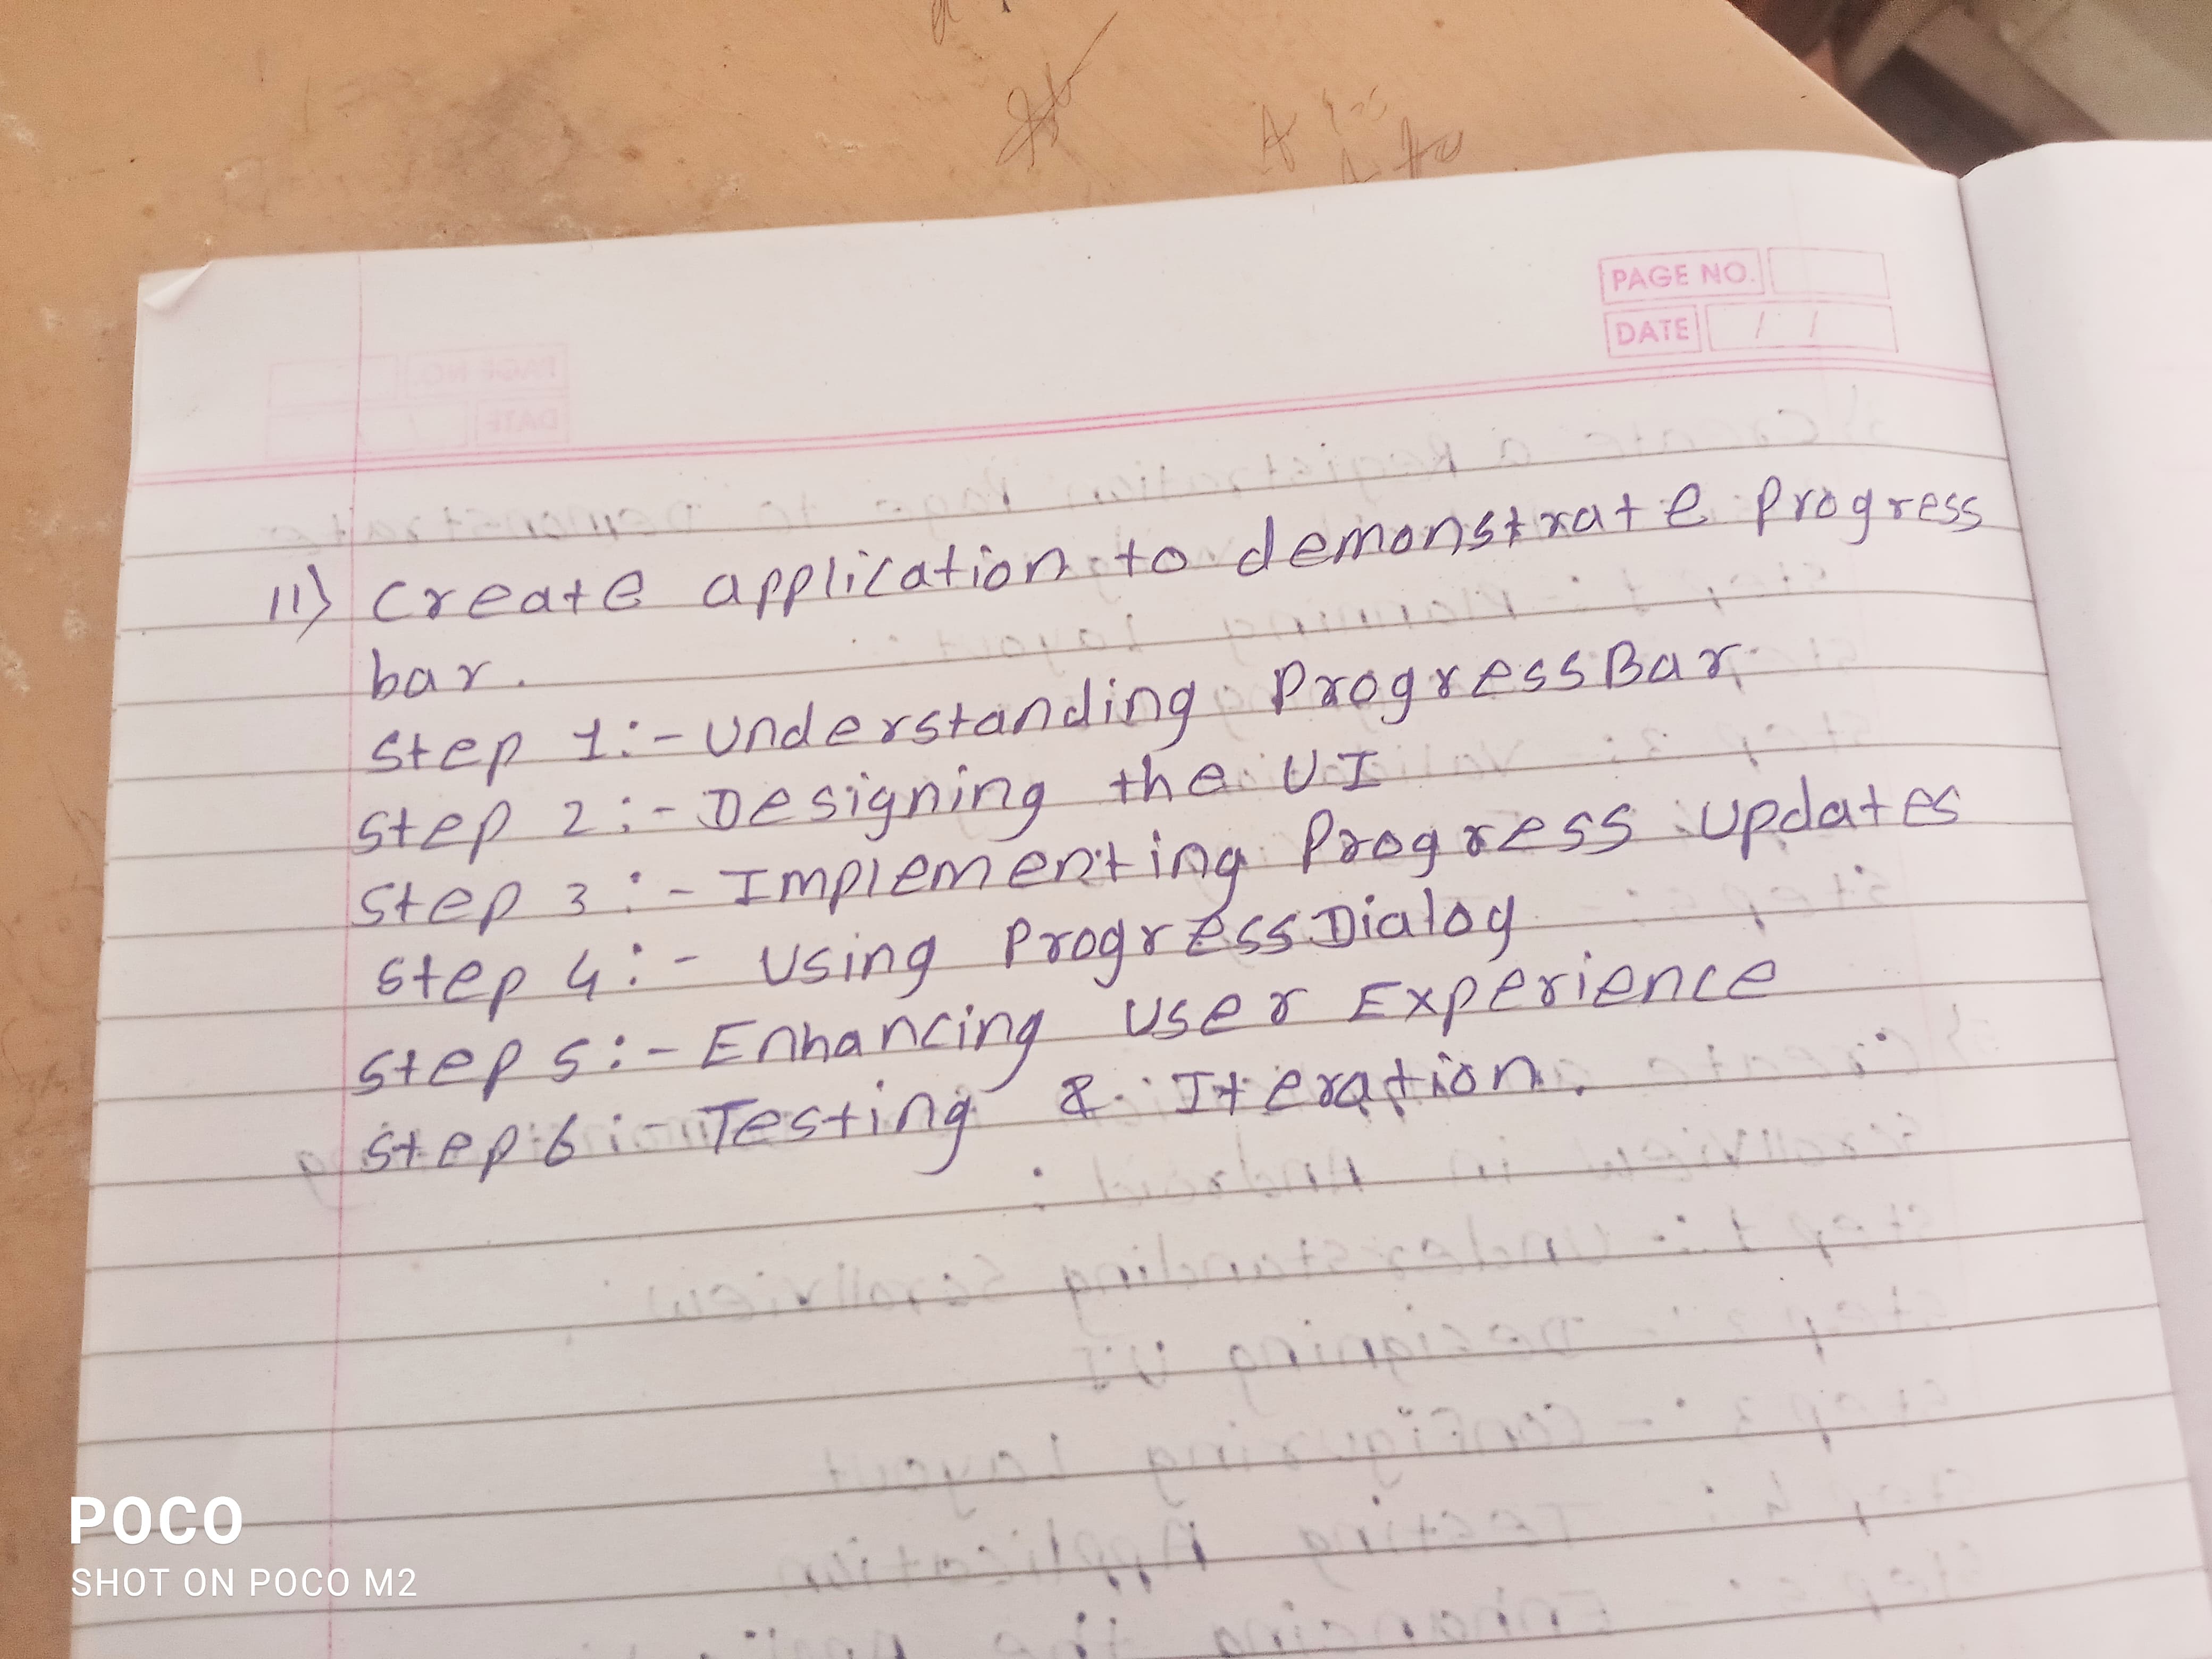 PAGE NO.
DATE / /
11) Create application to demonstrate Progress
bar.
Step 1:- Understanding ProgressBar
Step 2:- Designing the UI
Step 3:- Implementing Progress Updates
Step 4:- Using ProgressDialog
Step 5:- Enhancing User Experience
Step 6:- Testing & Iteration.
POCO
SHOT ON POCO M2